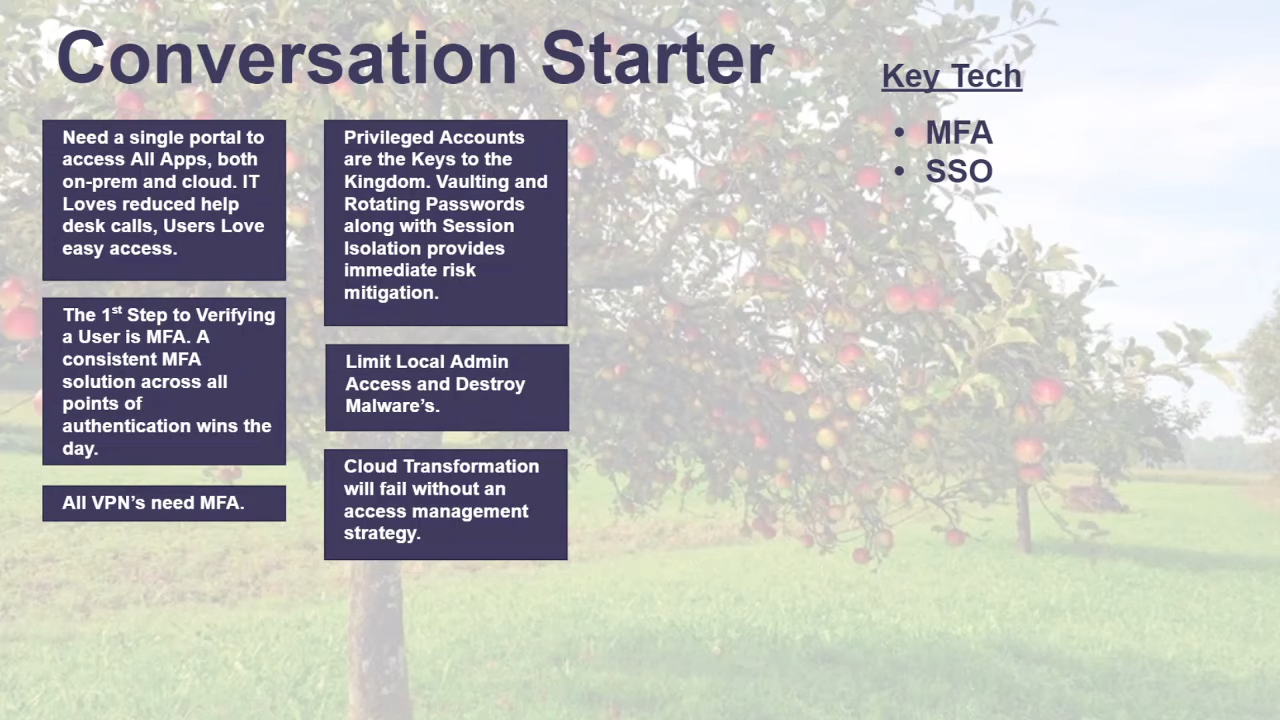 Conversation Starter
Need a single portal to
access All Apps, both
on-prem and cloud. IT
Loves reduced help
desk calls, Users Love
easy access.
The 1st Step to Verifying
a User is MFA. A
consistent MFA
solution across all
points of
authentication wins the
day.
All VPN’s need MFA.
Privileged Accounts
are the Keys to the
Kingdom. Vaulting and
Rotating Passwords
along with Session
Isolation provides
immediate risk
mitigation.
Limit Local Admin
Access and Destroy
Malware’s.
Cloud Transformation
will fail without an
access management
strategy.
Key Tech
• MFA
• SSO